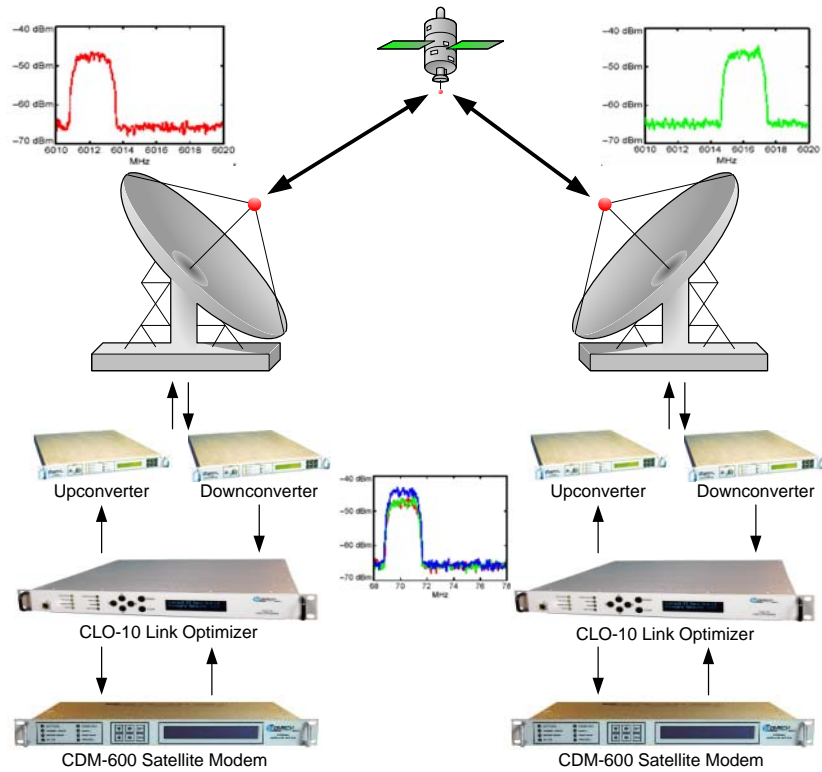 −40 dBm
−50 dBm
−60 dBm
−70 dBm
6010 6012 6014 6016 6018 6020
MHz
−40 dBm
−50 dBm
−60 dBm
−70 dBm
6010 6012 6014 6016 6018 6020
MHz
Upconverter
Downconverter
−40 dBm
−50 dBm
−60 dBm
−70 dBm
68 70 72 74 76 78
MHz
Upconverter
Downconverter
CLO-10 Link Optimizer
CLO-10 Link Optimizer
CDM-600 Satellite Modem
CDM-600 Satellite Modem